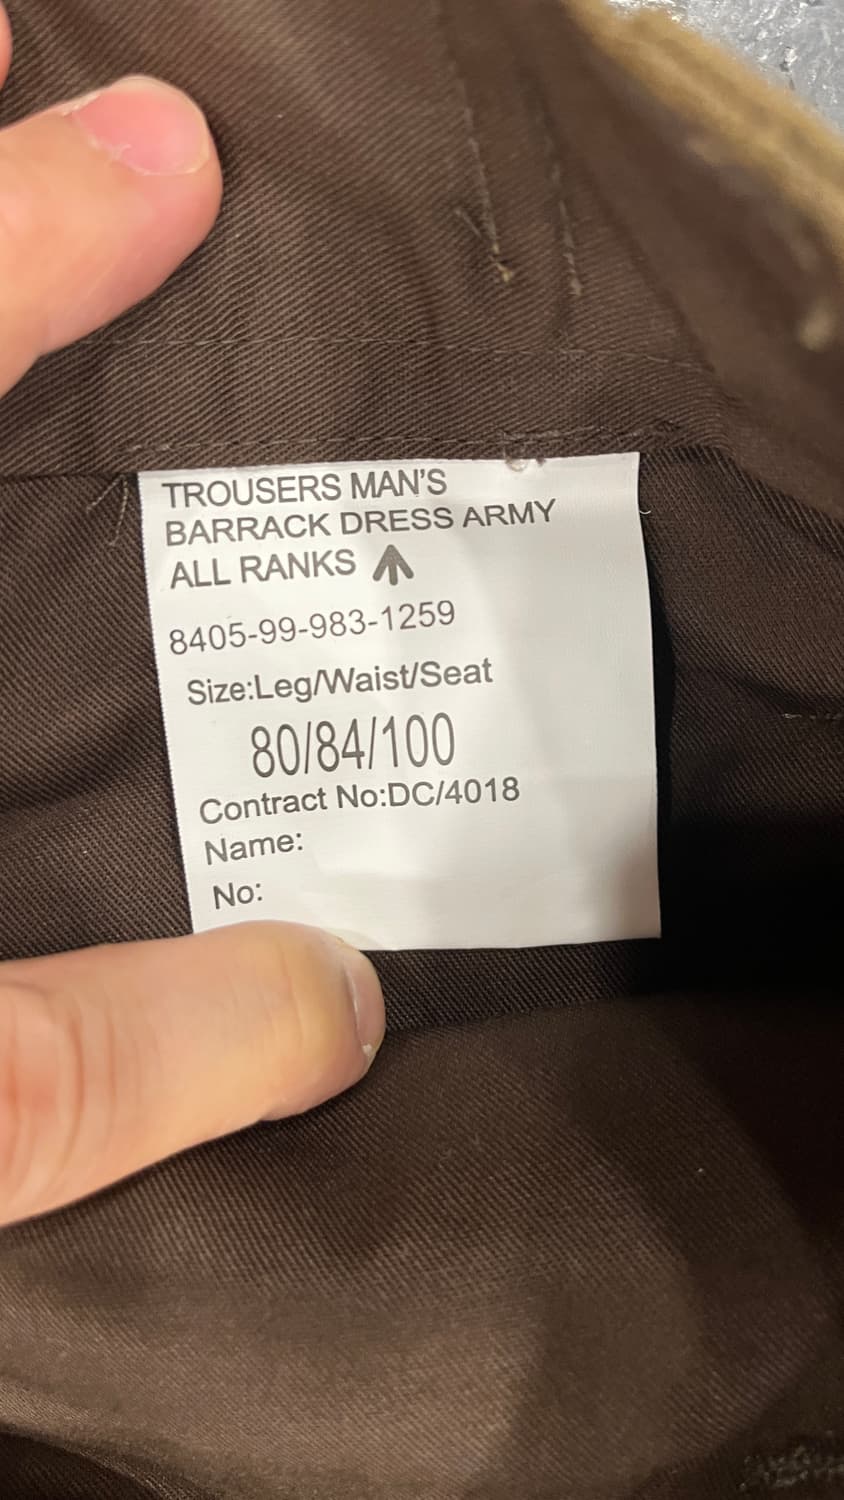 TROUSERS MAN'S
BARRACK DRESS ARMY
ALL RANKS
8405-99-983-1259
Size:Leg/Waist/Seat
80/84/100
Contract No:DC/4018
Name:
No: